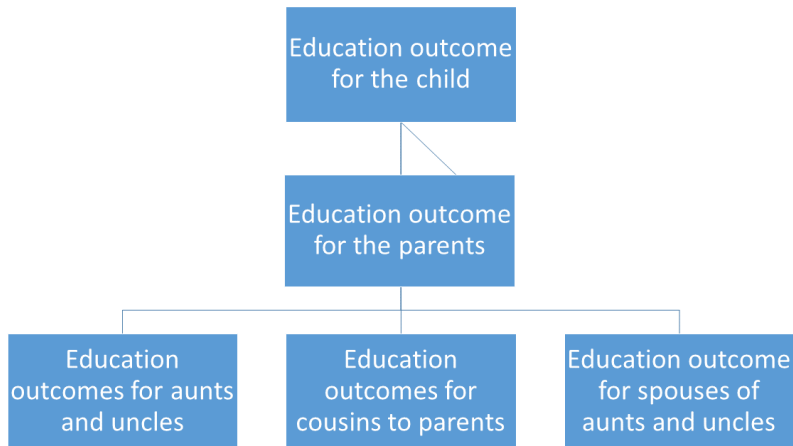 Education outcome
for the child
Education outcome
for the parents
Education
outcomes for aunts
and uncles
Education
outcomes for
cousins to parents
Education outcome
for spouses of
aunts and uncles